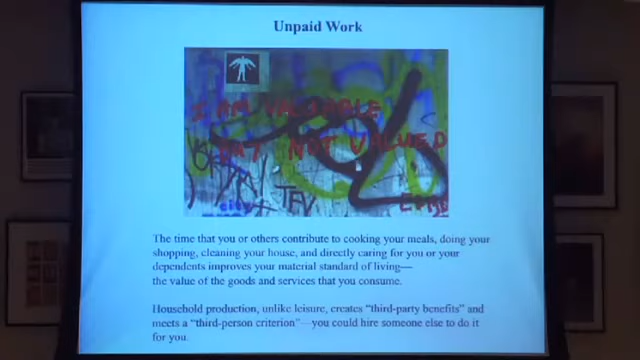 Unpaid Work
I AM VALUABLE
BUT NOT VALUED
The time that you or others contribute to cooking your meals, doing your
shopping, cleaning your house, and directly caring for you or your
dependents improves your material standard of living—
the value of the goods and services that you consume.
Household production, unlike leisure, creates “third-party benefits” and
meets a “third-person criterion”—you could hire someone else to do it
for you.